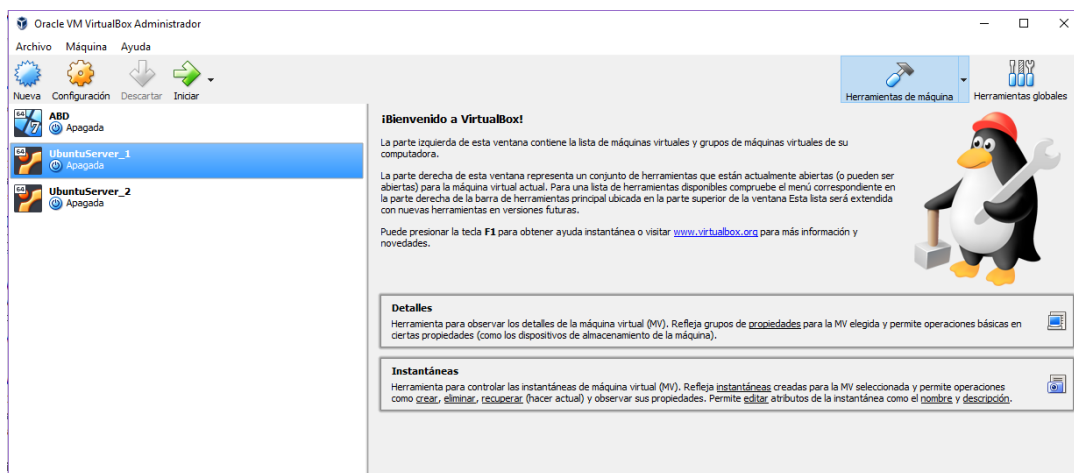 Oracle VM VirtualBox Administrador
Archivo Máquina Ayuda
Nueva Configuración Descartar Iniciar
Herramientas de máquina Herramientas globales
64
ABD
Apagada
64
UbuntuServer_1
Apagada
64
UbuntuServer_2
Apagada
¡Bienvenido a VirtualBox!
La parte izquierda de esta ventana contiene la lista de máquinas virtuales y grupos de máquinas virtuales de su
computadora.
La parte derecha de esta ventana representa un conjunto de herramientas que están actualmente abiertas (o pueden ser
abiertas) para la máquina virtual actual. Para una lista de herramientas disponibles compruebe el menú correspondiente en
la parte derecha de la barra de herramientas principal ubicada en la parte superior de la ventana Esta lista será extendida
con nuevas herramientas en versiones futuras.
Puede presionar la tecla F1 para obtener ayuda instantánea o visitar www.virtualbox.org para más información y
novedades.
Detalles
Herramienta para observar los detalles de la máquina virtual (MV). Refleja grupos de propiedades para la MV elegida y permite operaciones básicas en
ciertas propiedades (como los dispositivos de almacenamiento de la máquina).
Instantáneas
Herramienta para controlar las instantáneas de máquina virtual (MV). Refleja instantáneas creadas para la MV seleccionada y permite operaciones
como crear, eliminar, recuperar (hacer actual) y observar sus propiedades. Permite editar atributos de la instantánea como el nombre y descripción.